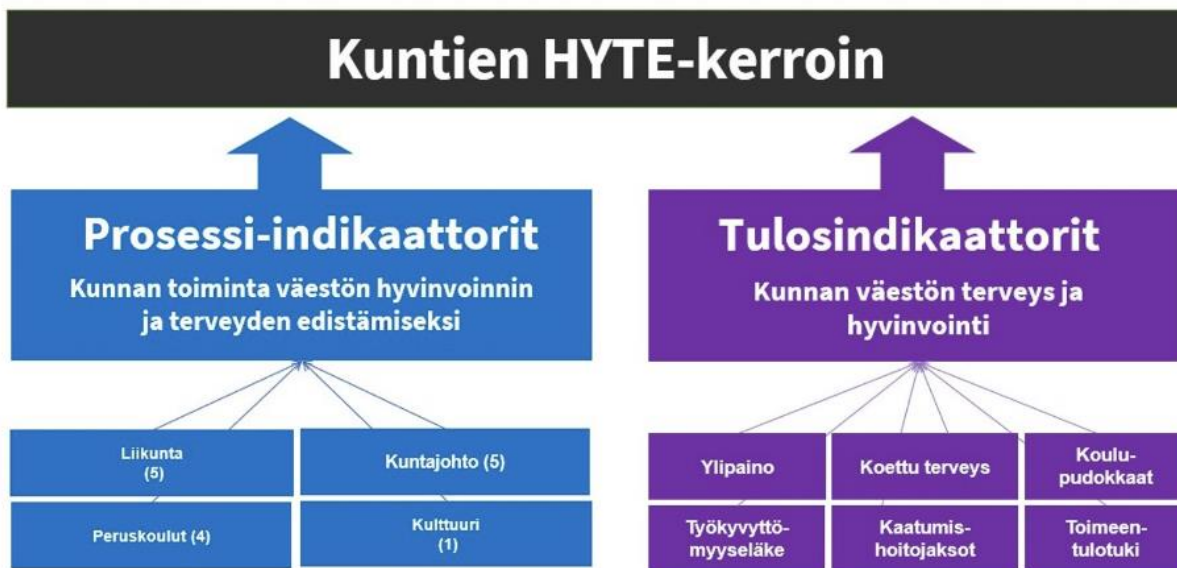 Kuntien HYTE-kerroin
Prosessi-indikaattorit
Kunnan toiminta väestön hyvinvoinnin
ja terveyden edistämiseksi
Liikunta
(5)
Kuntajohto (5)
Peruskoulut (4)
Kulttuuri
(1)
Tulosindikaattorit
Kunnan väestön terveys ja
hyvinvointi
Ylipaino
Koettu terveys
Koulu-
pudokkaat
Työkyvyttö-
myyseläke
Kaatumis-
hoitojaksot
Toimeen-
tulotuki